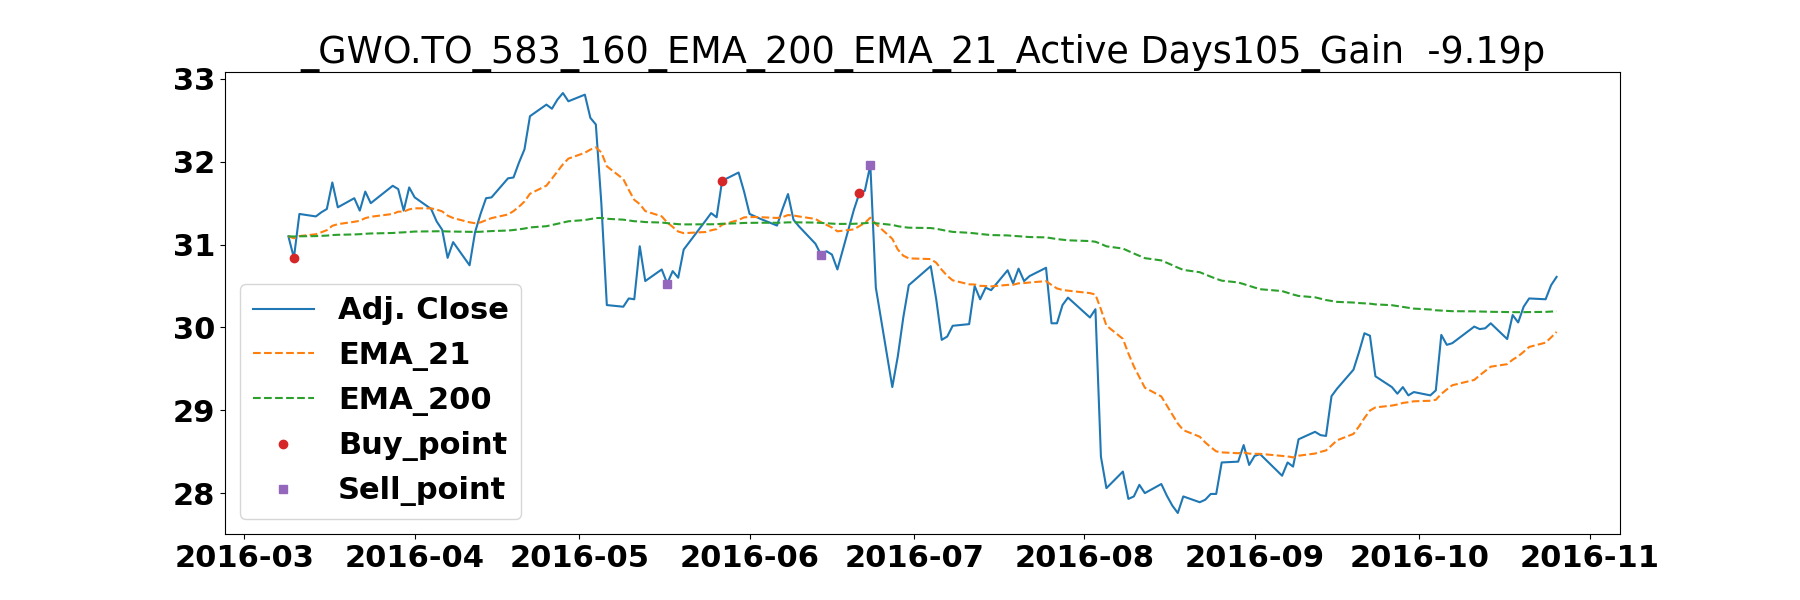 _GWO.TO_583_160_EMA_200_EMA_21_Active Days105_Gain  -9.19p
33
32
31
30
29
28
Adj. Close
EMA_21
EMA_200
Buy_point
Sell_point
2016-03 2016-04 2016-05 2016-06 2016-07 2016-08 2016-09 2016-10 2016-11